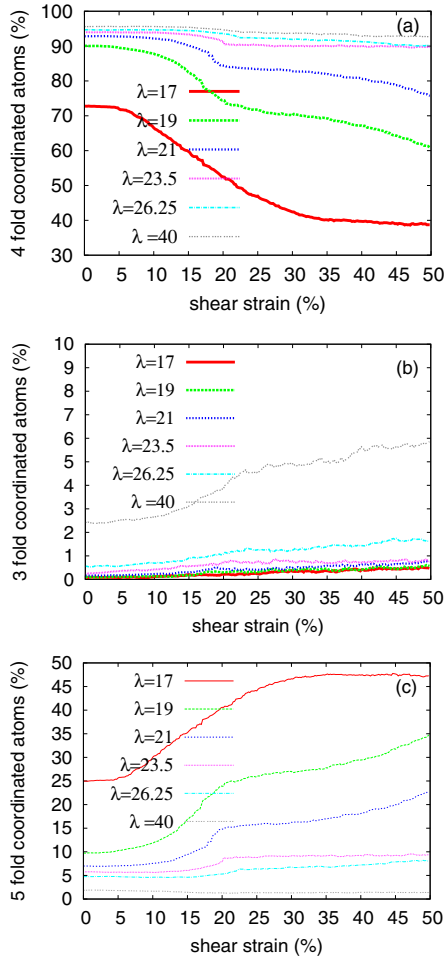 (a)
4 fold coordinated atoms (%)
100
90
80
70
60
50
40
30
λ=17
λ=19
λ=21
λ=23.5
λ=26.25
λ =40
0 5 10 15 20 25 30 35 40 45 50
shear strain (%)
(b)
3 fold coordinated atoms (%)
10
9
8
7
6
5
4
3
2
1
0
λ=17
λ=19
λ=21
λ=23.5
λ=26.25
λ =40
0 5 10 15 20 25 30 35 40 45 50
shear strain (%)
(c)
5 fold coordinated atoms (%)
50
45
40
35
30
25
20
15
10
5
0
λ=17
λ=19
λ=21
λ=23.5
λ=26.25
λ =40
0 5 10 15 20 25 30 35 40 45 50
shear strain (%)